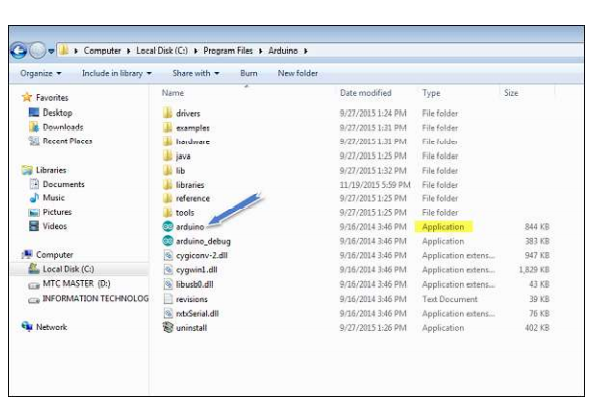 Computer Local Disk (C:) Program Files Arduino
Organize Include in library Share with Burn New folder
Favorites
Desktop
Downloads
Recent Places
Libraries
Documents
Music
Pictures
Videos
Computer
Local Disk (C:)
MTC MASTER (D:)
INFORMATION TECHNOLOG
Network
Name Date modified Type Size
drivers 9/27/2015 1:24 PM File folder
examples 9/27/2015 1:31 PM File folder
hardware 9/27/2015 1:31 PM File folder
java 9/27/2015 1:25 PM File folder
lib 9/27/2015 1:32 PM File folder
libraries 11/19/2015 5:59 PM File folder
reference 9/27/2015 1:25 PM File folder
tools 9/27/2015 1:25 PM File folder
arduino 9/16/2014 3:46 PM Application 844 KB
arduino_debug 9/16/2014 3:46 PM Application 383 KB
cygiconv-2.dll 9/16/2014 3:46 PM Application extens... 947 KB
cygwin1.dll 9/16/2014 3:46 PM Application extens... 1,829 KB
libusb0.dll 9/16/2014 3:46 PM Application extens... 43 KB
revisions 9/16/2014 3:46 PM Text Document 39 KB
rxtxSerial.dll 9/16/2014 3:46 PM Application extens... 76 KB
uninstall 9/27/2015 1:26 PM Application 402 KB